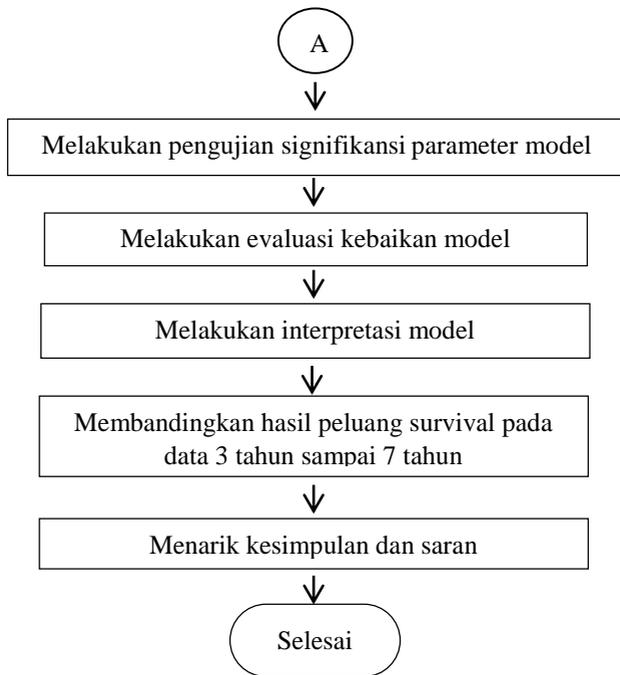 A
Melakukan pengujian signifikansi parameter model
Melakukan evaluasi kebaikan model
Melakukan interpretasi model
Membandingkan hasil peluang survival pada
data 3 tahun sampai 7 tahun
Menarik kesimpulan dan saran
Selesai